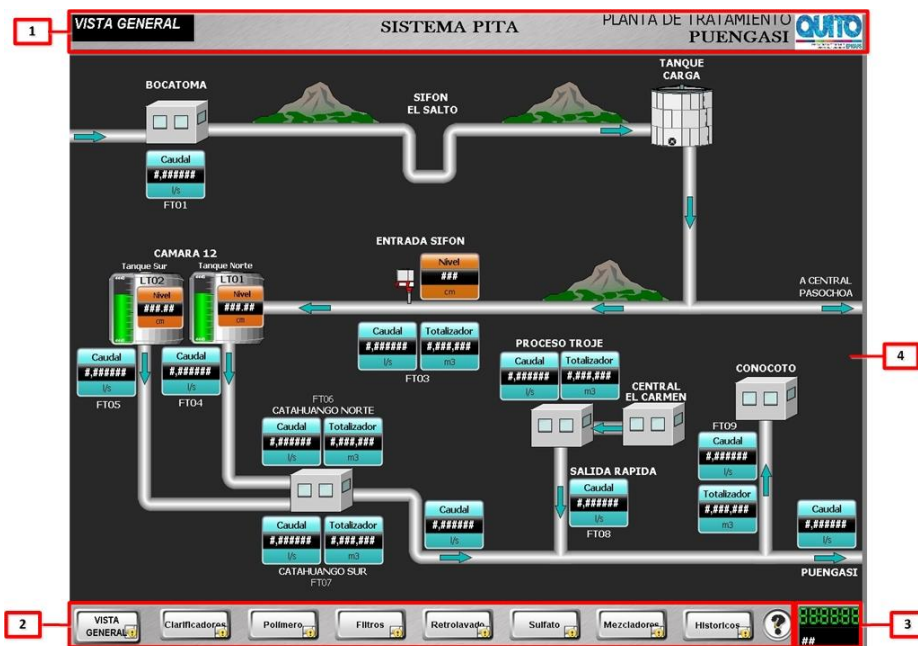 1
VISTA GENERAL
SISTEMA PITA
PLANTA DE TRATAMIENTO
PUENGASI
QUITO
BOCATOMA
Caudal
#,######
l/s
FT01
SIFON
EL SALTO
TANQUE
CARGA
CAMARA 12
Tanque Sur
LT02
Nivel
###.##
cm
Tanque Norte
LT01
Nivel
###.##
cm
ENTRADA SIFON
Nivel
###
cm
A CENTRAL
PASOCHOA
Caudal
#,######
l/s
FT05
Caudal
#,######
l/s
FT04
Caudal
#,######
l/s
Totalizador
#,###,###
m3
FT03
PROCESO TROJE
Caudal
#,######
l/s
Totalizador
#,###,###
m3
CENTRAL
EL CARMEN
CONOCOTO
4
FT06
CATAHUANGO NORTE
Caudal
#,######
l/s
Totalizador
#,###,###
m3
SALIDA RAPIDA
Caudal
#,######
l/s
FT08
FT09
Caudal
#,######
l/s
Totalizador
#,###,###
m3
Caudal
#,######
l/s
Totalizador
#,###,###
m3
CATAHUANGO SUR
FT07
Caudal
#,######
l/s
Caudal
#,######
l/s
PUENGASI
2
VISTA
GENERAL
Clarificadores
Polímero
Filtros
Retrolavado
Sulfato
Mezcladores
Historicos
?
888888
##
3